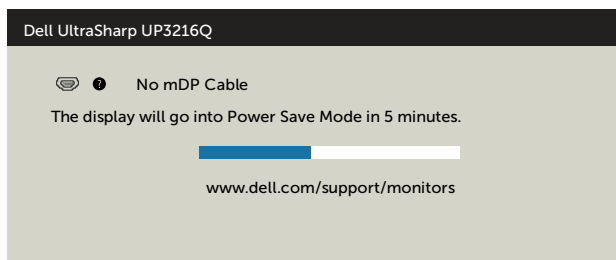 Dell UltraSharp UP3216Q
? No mDP Cable
The display will go into Power Save Mode in 5 minutes.
www.dell.com/support/monitors